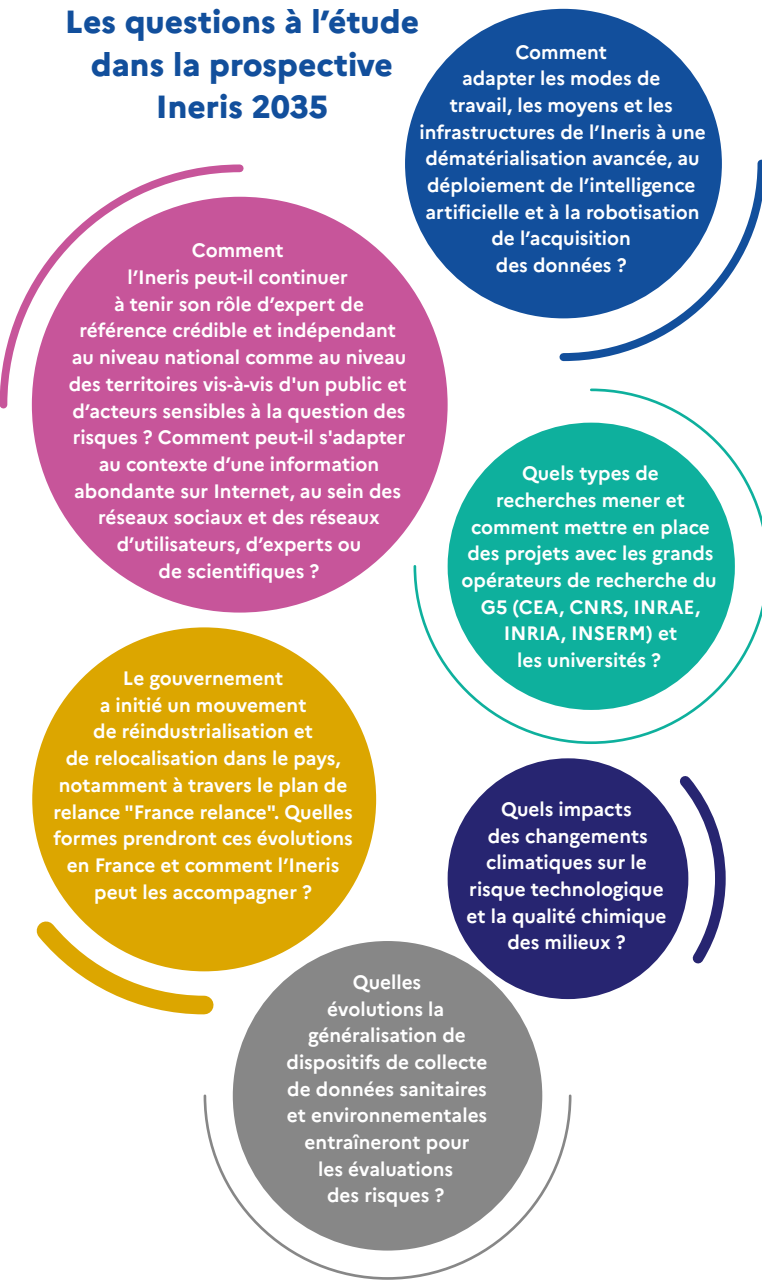 Les questions à l’étude
dans la prospective
Ineris 2035
Comment
adapter les modes de
travail, les moyens et les
infrastructures de l’Ineris à une
dématérialisation avancée, au
déploiement de l’intelligence
artificielle et à la robotisation
de l’acquisition
des données ?
Comment
l’Ineris peut-il continuer
à tenir son rôle d’expert de
référence crédible et indépendant
au niveau national comme au niveau
des territoires vis-à-vis d'un public et
d’acteurs sensibles à la question des
risques ? Comment peut-il s'adapter
au contexte d’une information
abondante sur Internet, au sein des
réseaux sociaux et des réseaux
d’utilisateurs, d’experts ou
de scientifiques ?
Quels types de
recherches mener et
comment mettre en place
des projets avec les grands
opérateurs de recherche du
G5 (CEA, CNRS, INRAE,
INRIA, INSERM) et
les universités ?
Le gouvernement
a initié un mouvement
de réindustrialisation et
de relocalisation dans le pays,
notamment à travers le plan de
relance "France relance". Quelles
formes prendront ces évolutions
en France et comment l’Ineris
peut les accompagner ?
Quels impacts
des changements
climatiques sur le
risque technologique
et la qualité chimique
des milieux ?
Quelles
évolutions la
généralisation de
dispositifs de collecte
de données sanitaires
et environnementales
entraîneront pour
les évaluations
des risques ?